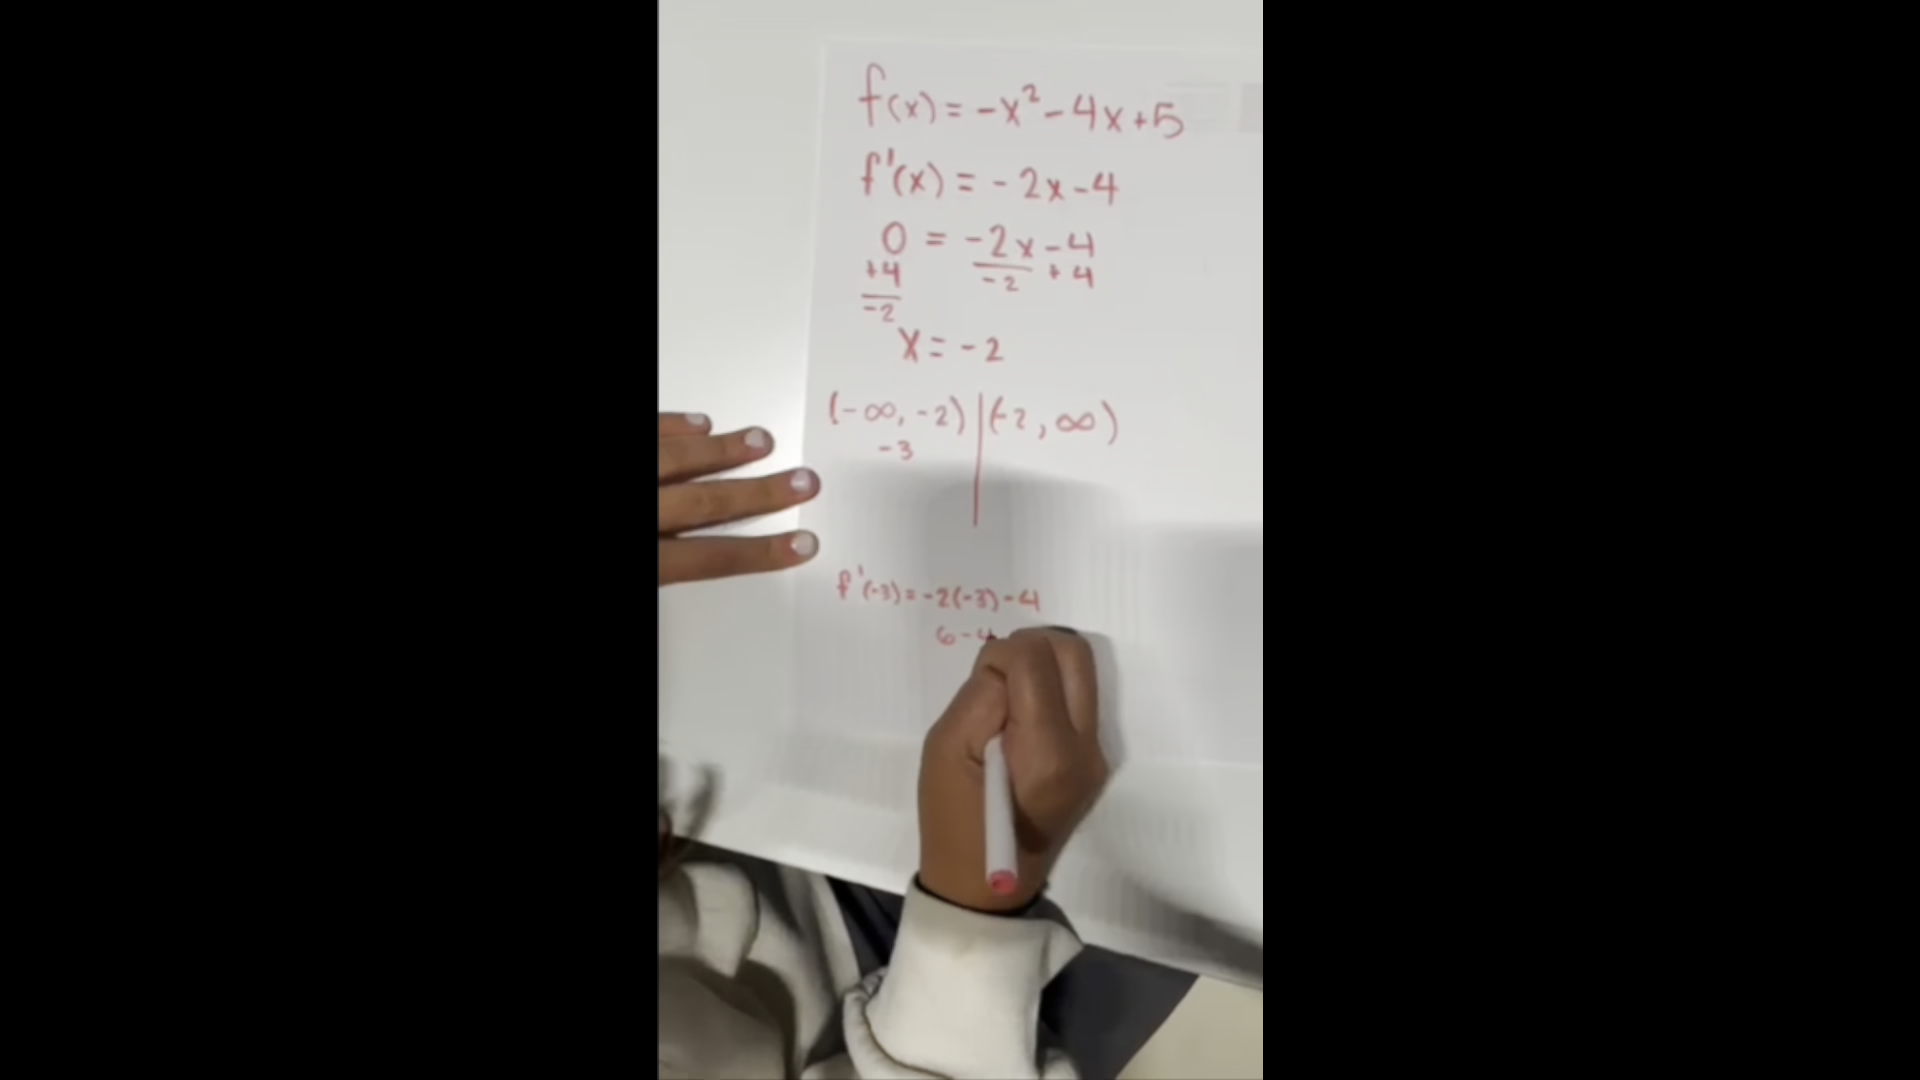 f(x) = -x² - 4x + 5
f'(x) = - 2x - 4
0 = -2x - 4
+4 -2 + 4
-2
x = - 2
(-∞, -2) | (-2, ∞)
-3
f'(-3) = -2(-3) - 4
6 - 4